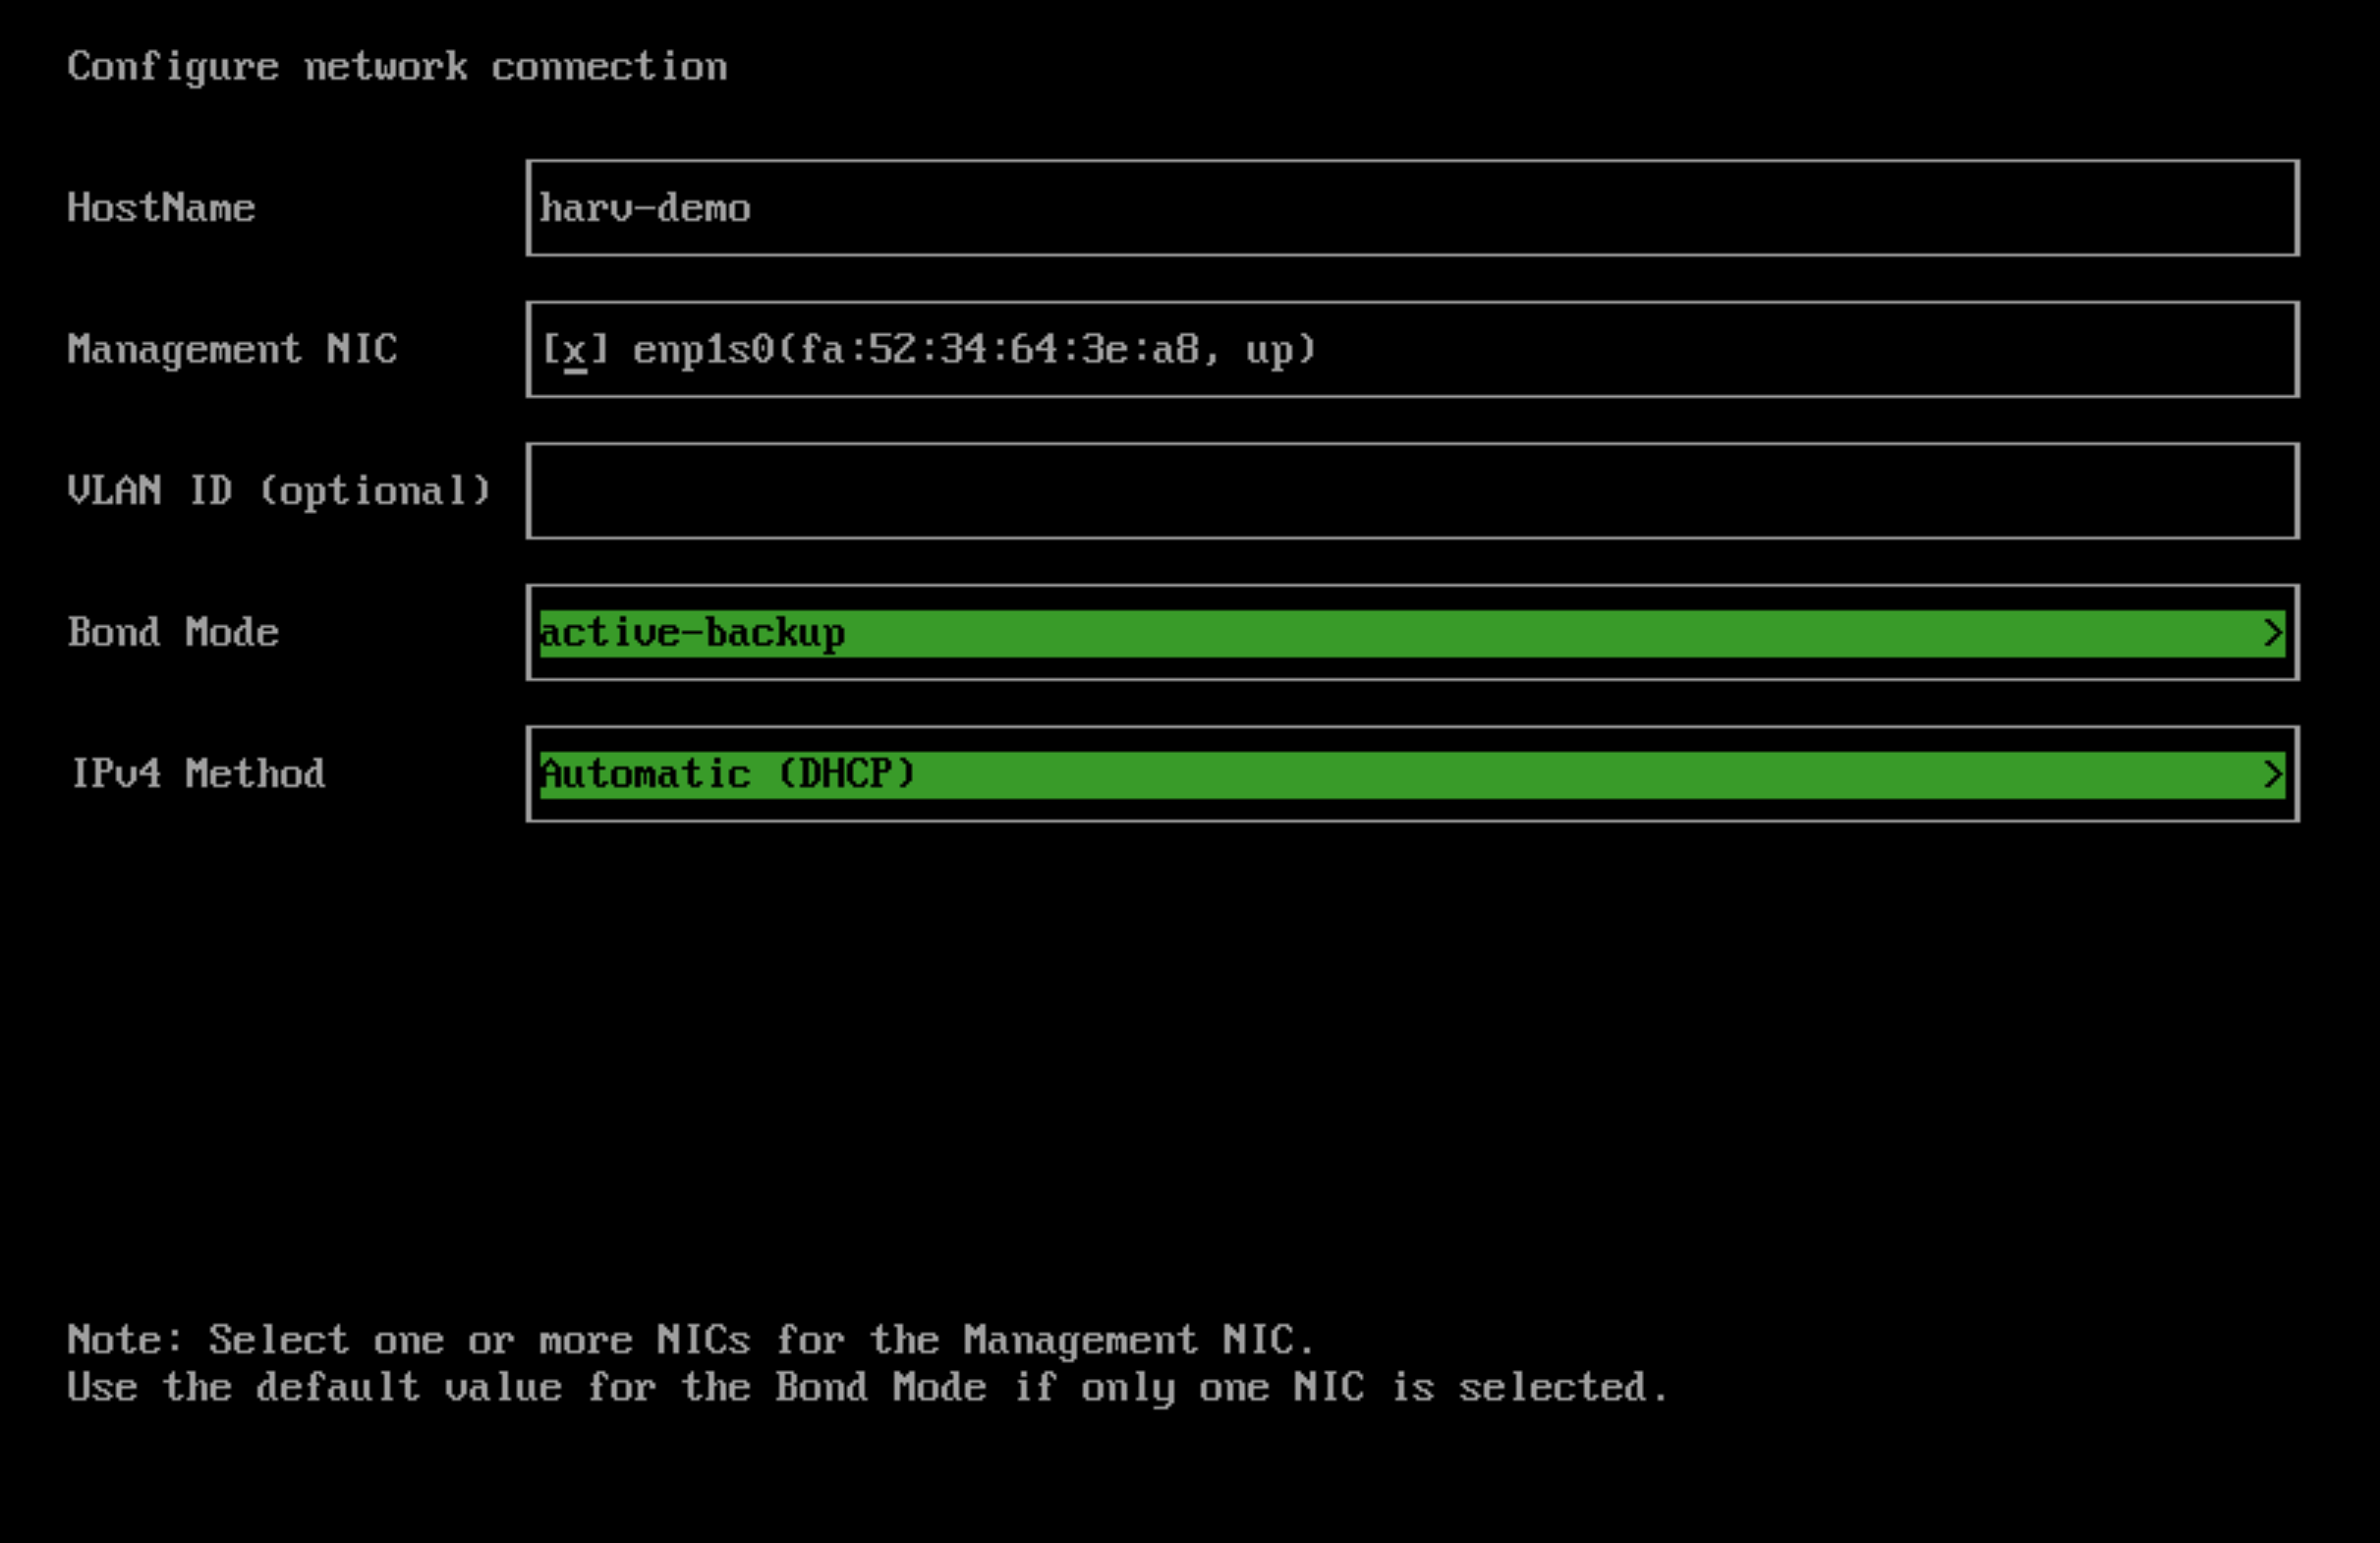 Configure network connection
HostName harv-demo
Management NIC [x] enp1s0(fa:52:34:64:3e:a8, up)
VLAN ID (optional)
Bond Mode active-backup >
IPv4 Method Automatic (DHCP) >
Note: Select one or more NICs for the Management NIC.
Use the default value for the Bond Mode if only one NIC is selected.